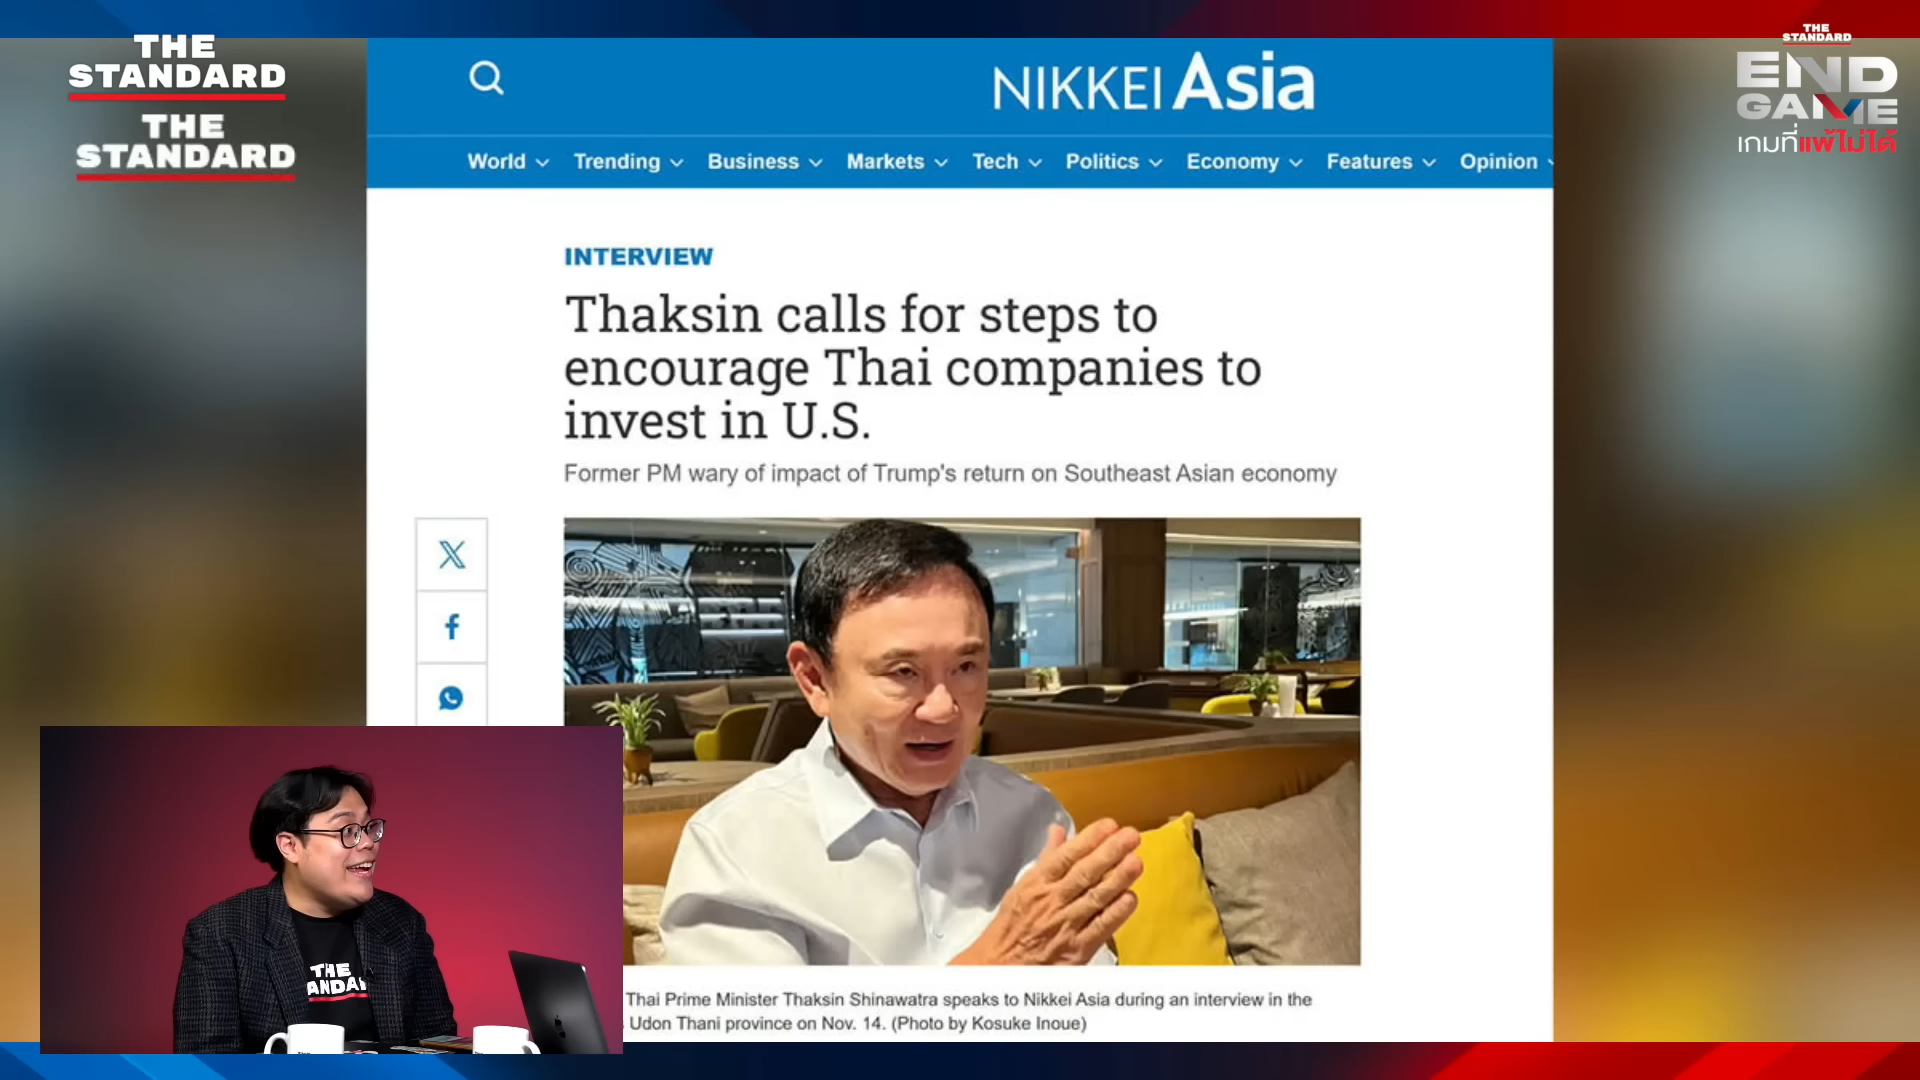 THE
STANDARD
THE
STANDARD
THE
STANDARD
END
GAME
เกมที่แพ้ไม่ได้
NIKKEI Asia
World Trending Business Markets Tech Politics Economy Features Opinion
INTERVIEW
Thaksin calls for steps to
encourage Thai companies to
invest in U.S.
Former PM wary of impact of Trump's return on Southeast Asian economy
Thai Prime Minister Thaksin Shinawatra speaks to Nikkei Asia during an interview in the
Udon Thani province on Nov. 14. (Photo by Kosuke Inoue)
THE
ANDA